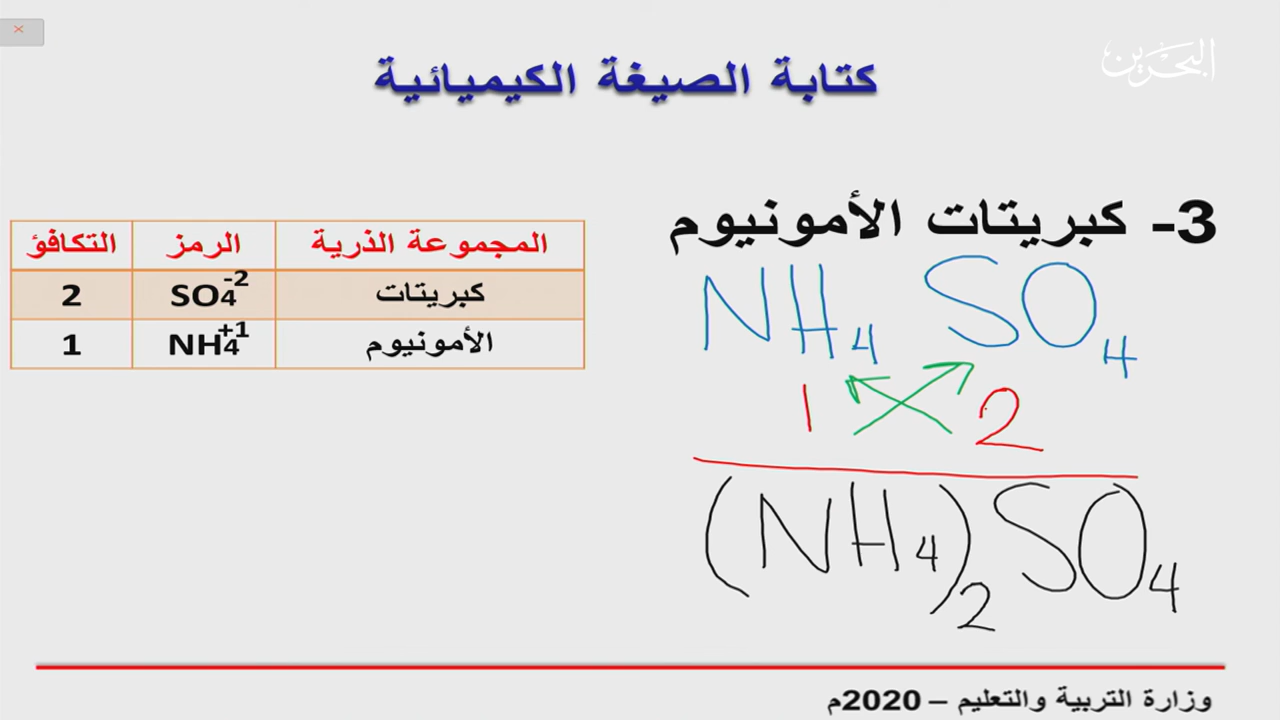 البحرين
كتابة الصيغة الكيميائية
3- كبريتات الأمونيوم
المجموعة الذرية الرمز التكافؤ
كبريتات SO₄⁻² 2
الأمونيوم NH₄⁺¹ 1
NH₄ SO₄
1 2
(NH₄)₂SO₄
وزارة التربية والتعليم – 2020م